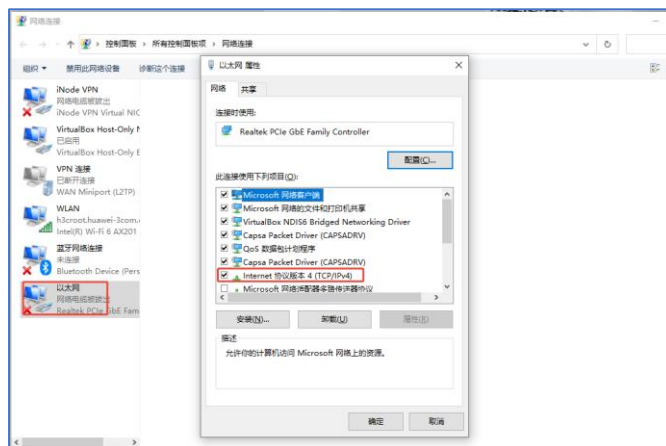 网络连接
控制面板 > 所有控制面板项 > 网络连接
组织 禁用此网络设备 诊断这个连接
iNode VPN
网络电缆被拔出
iNode VPN Virtual NIC
VirtualBox Host-Only N
已启用
VirtualBox Host-Only E
VPN 连接
已断开连接
WAN Miniport (L2TP)
WLAN
h3croot.huawei-3com.
Intel(R) Wi-Fi 6 AX201
蓝牙网络连接
未连接
Bluetooth Device (Pers
以太网
网络电缆被拔出
Realtek PCIe GbE Fam
以太网 属性
网络 共享
连接时使用:
Realtek PCIe GbE Family Controller
配置(C)...
此连接使用下列项目(O):
Microsoft 网络客户端
Microsoft 网络的文件和打印机共享
VirtualBox NDIS6 Bridged Networking Driver
Capsa Packet Driver (CAPSADRV)
QoS 数据包计划程序
Capsa Packet Driver (CAPSADRV)
Internet 协议版本 4 (TCP/IPv4)
Microsoft 网络适配器多路传送器协议
安装(N)... 卸载(U) 属性(R)
描述
允许你的计算机访问 Microsoft 网络上的资源。
确定 取消